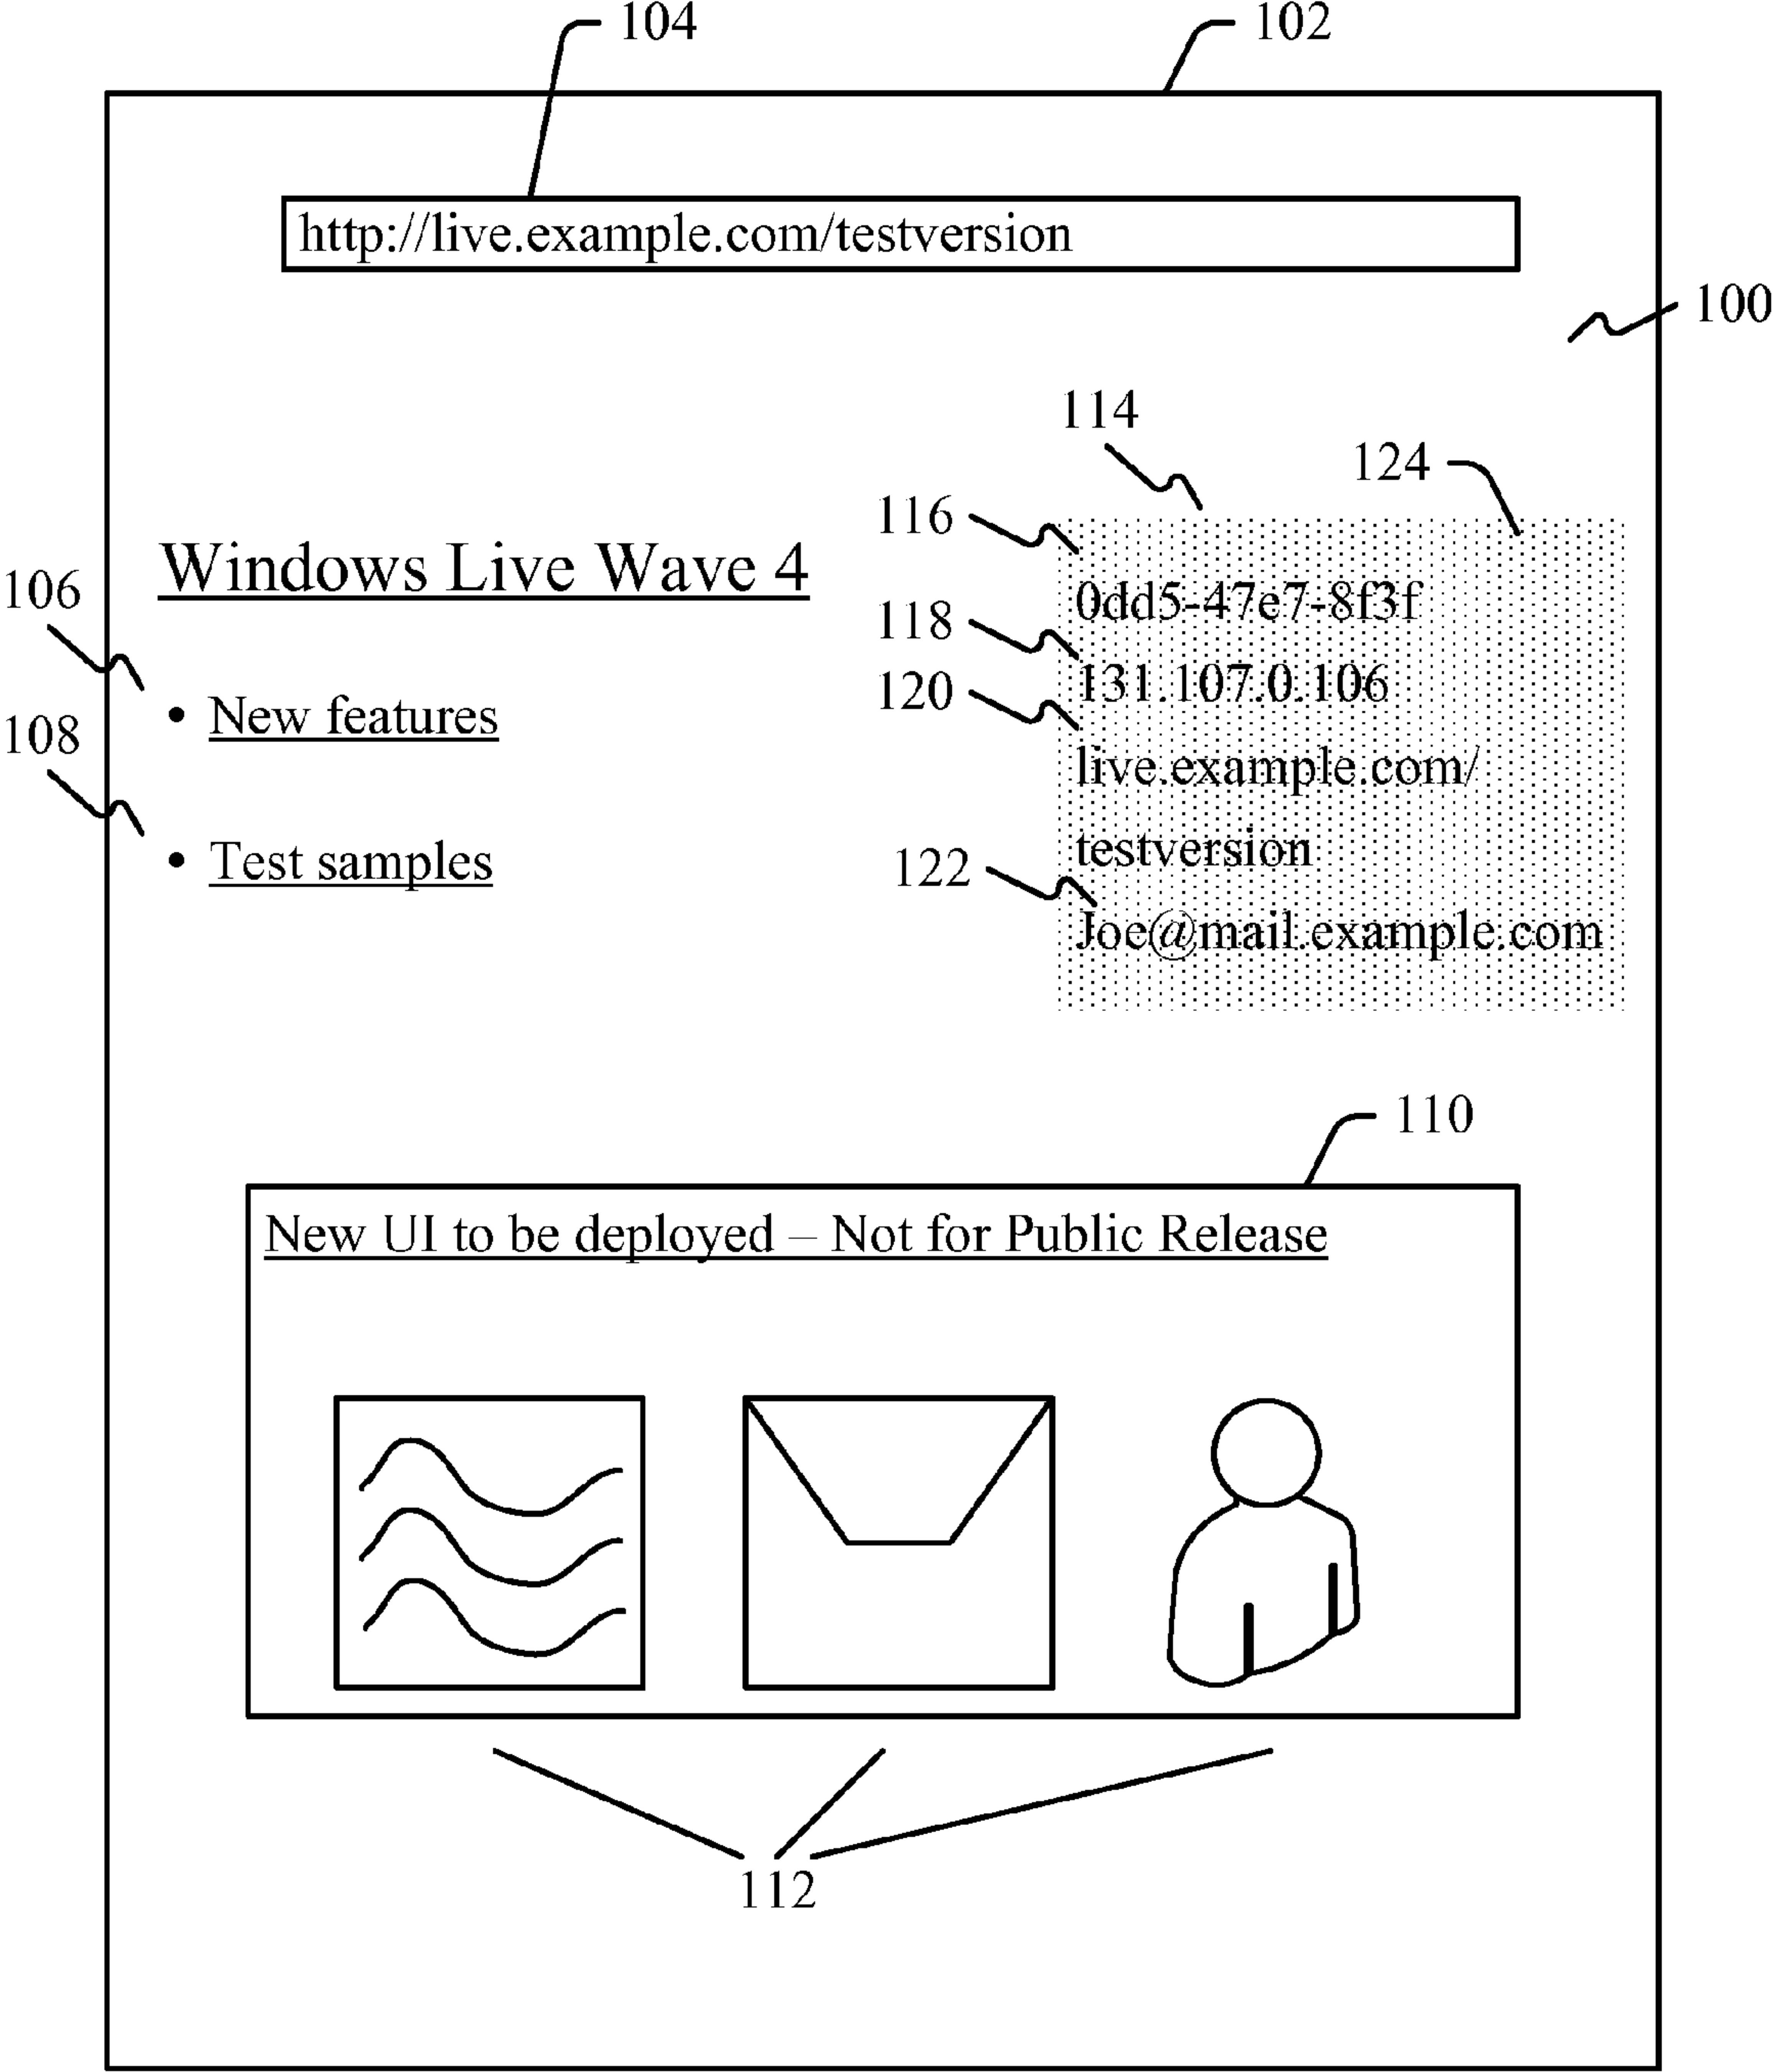 104
102
http://live.example.com/testversion
100
114
124
116
Windows Live Wave 4
106
0dd5-47e7-8f3f
118
131.107.0.106
120
• New features
108
live.example.com/
testversion
• Test samples
122
Joe@mail.example.com
110
New UI to be deployed – Not for Public Release
112